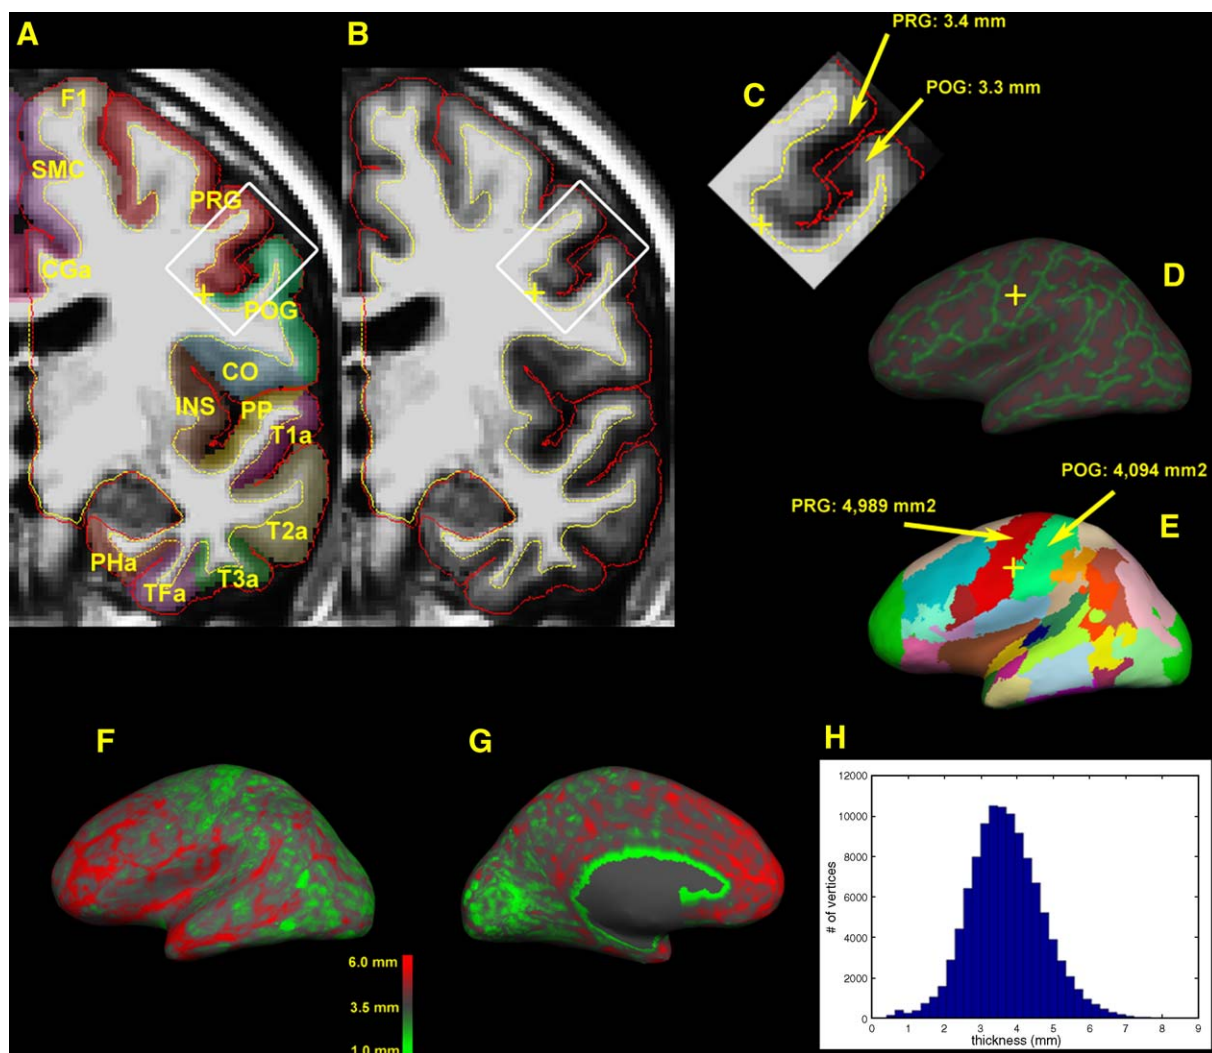 A
B
C
PRG: 3.4 mm
POG: 3.3 mm
F1
SMC
PRG
CGa
POG
CO
INS
PP
T1a
T2a
PHa
TFa
T3a
D
E
PRG: 4,989 mm2
POG: 4,094 mm2
F
G
6.0 mm
3.5 mm
1.0 mm
H
12000
10000
8000
6000
4000
2000
0
# of vertices
0 1 2 3 4 5 6 7 8 9
thickness (mm)